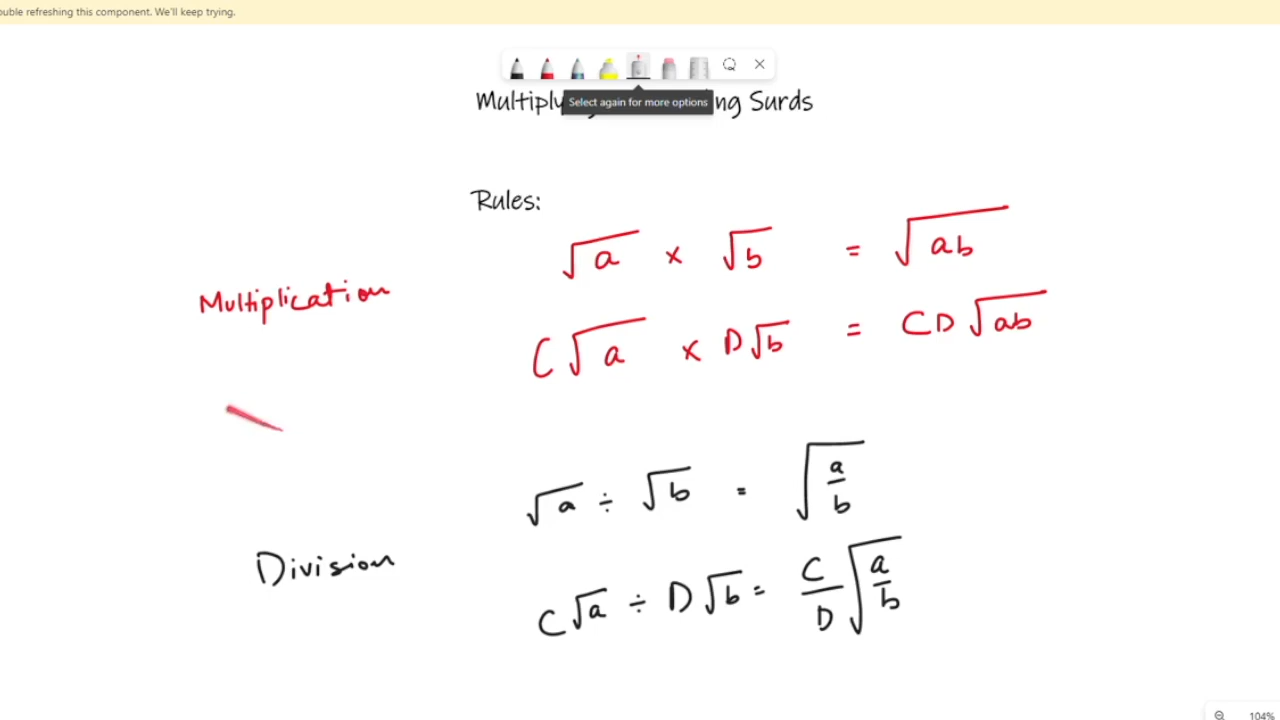 ouble refreshing this component. We'll keep trying.
Select again for more options
Multiply ng Surds
Rules:
√a × √b = √ab
Multiplication
C√a × D√b = CD√ab
√a ÷ √b = √(a/b)
Division
C√a ÷ D√b = C/D √(a/b)
104%